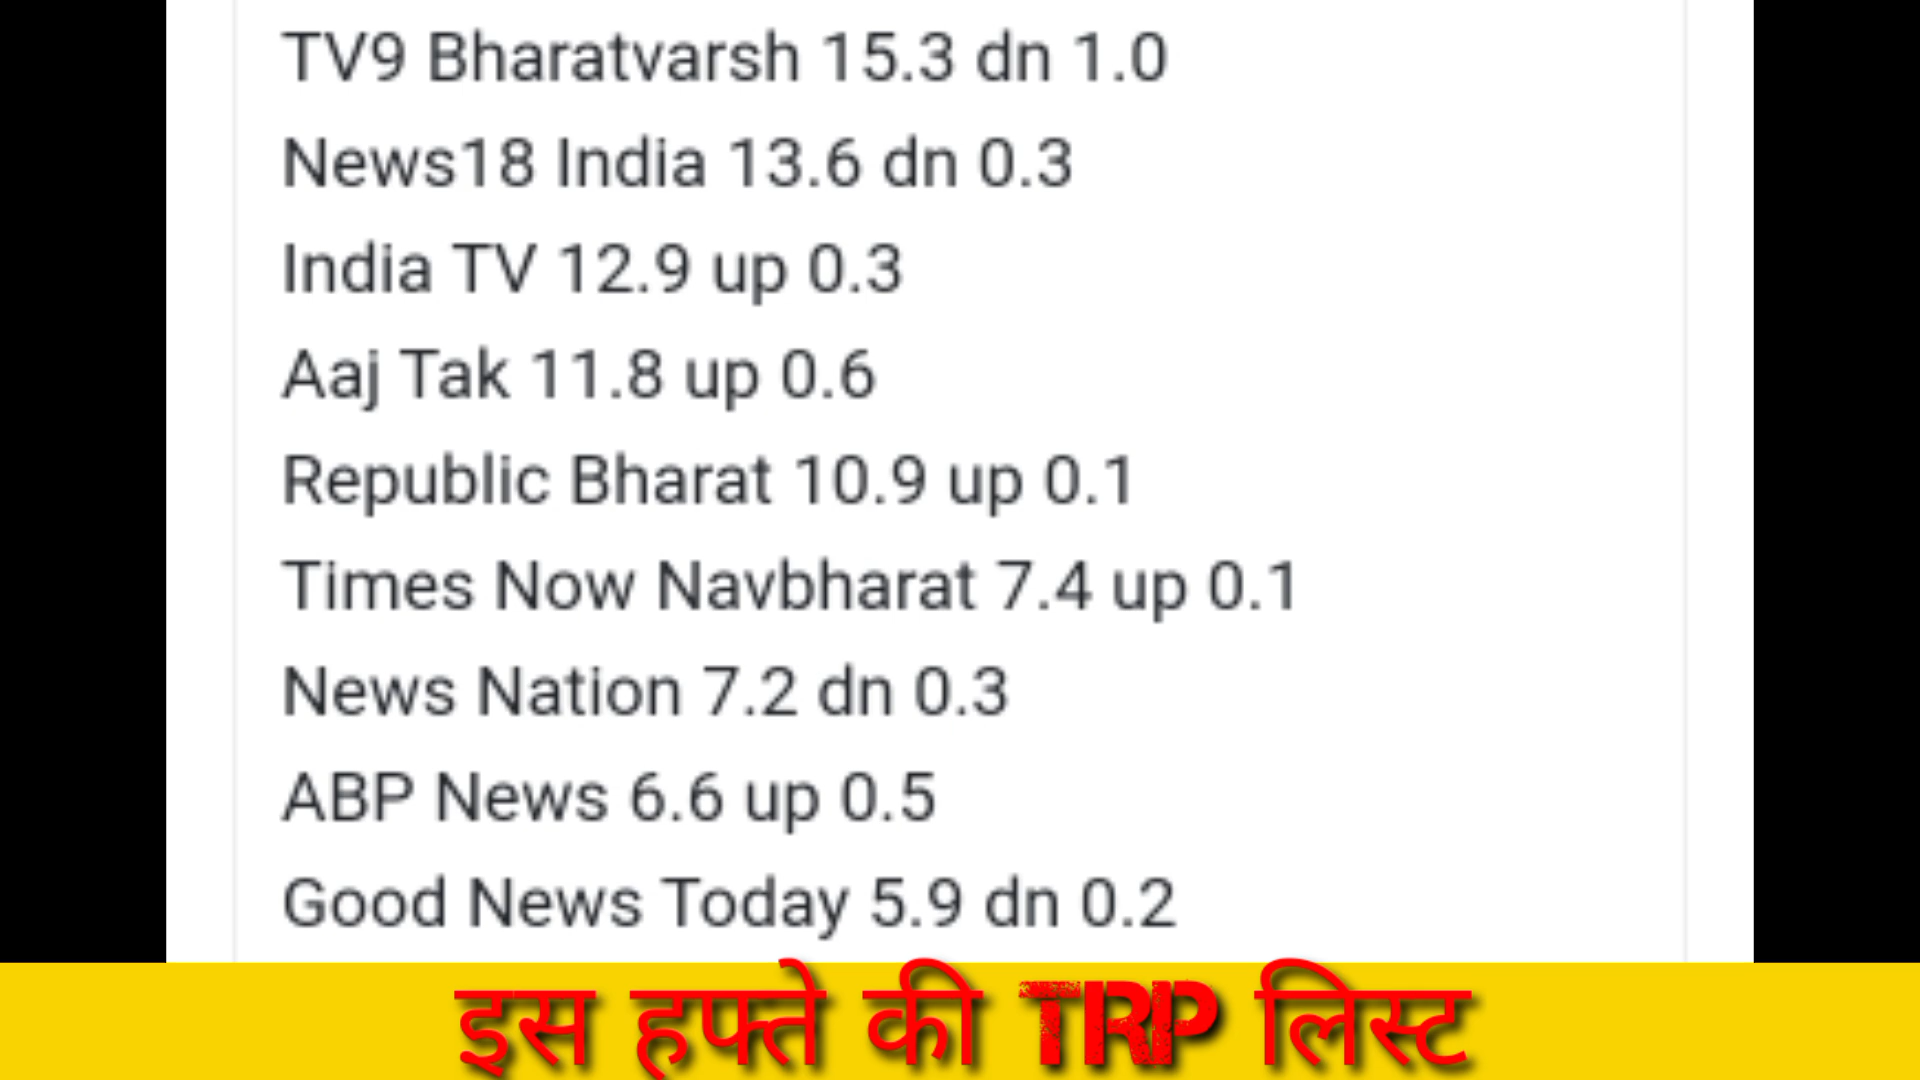 TV9 Bharatvarsh 15.3 dn 1.0
News18 India 13.6 dn 0.3
India TV 12.9 up 0.3
Aaj Tak 11.8 up 0.6
Republic Bharat 10.9 up 0.1
Times Now Navbharat 7.4 up 0.1
News Nation 7.2 dn 0.3
ABP News 6.6 up 0.5
Good News Today 5.9 dn 0.2
इस हफ्ते की TRP लिस्ट